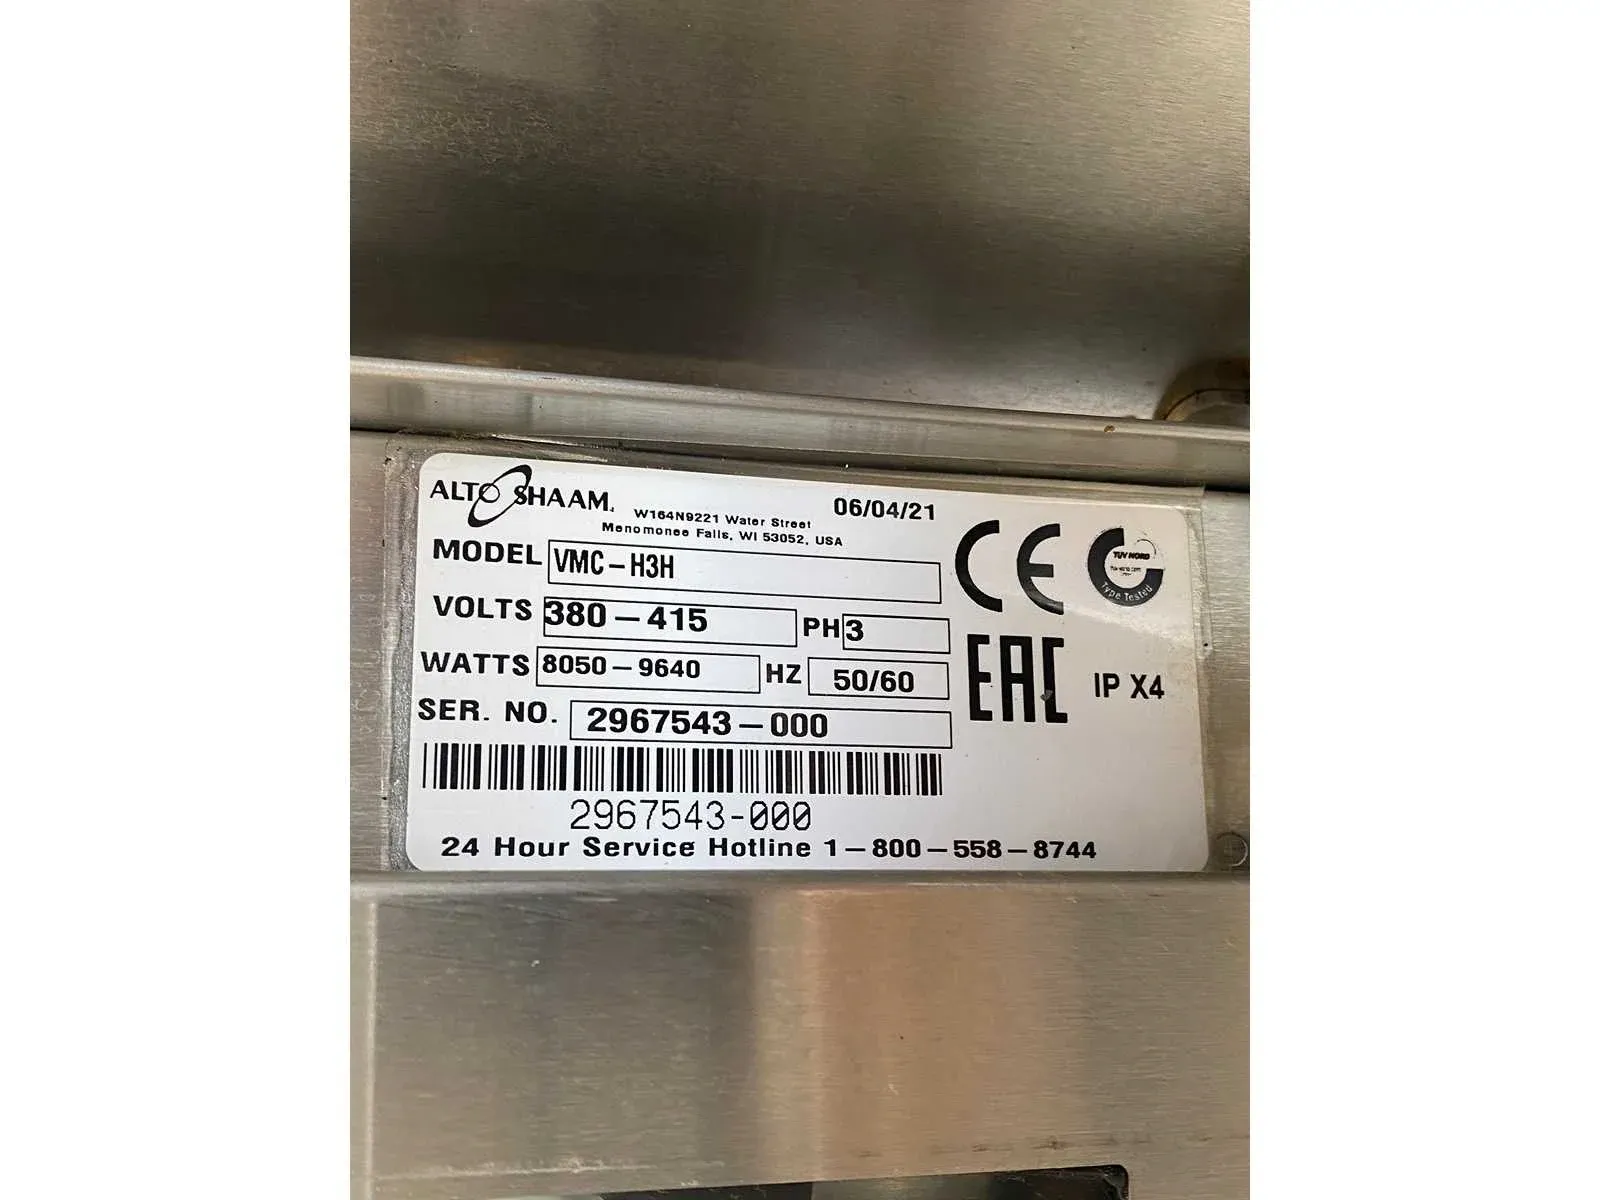 ALTO SHAAM.
06/04/21
W164N9221 Water Street
Menomonee Falls, WI 53052, USA
MODEL VMC-H3H
VOLTS 380-415 PH 3
WATTS 8050-9640 HZ 50/60
SER. NO. 2967543-000
CE
TÜV NORD
Type Tested
EAC
IP X4
2967543-000
24 Hour Service Hotline 1-800-558-8744